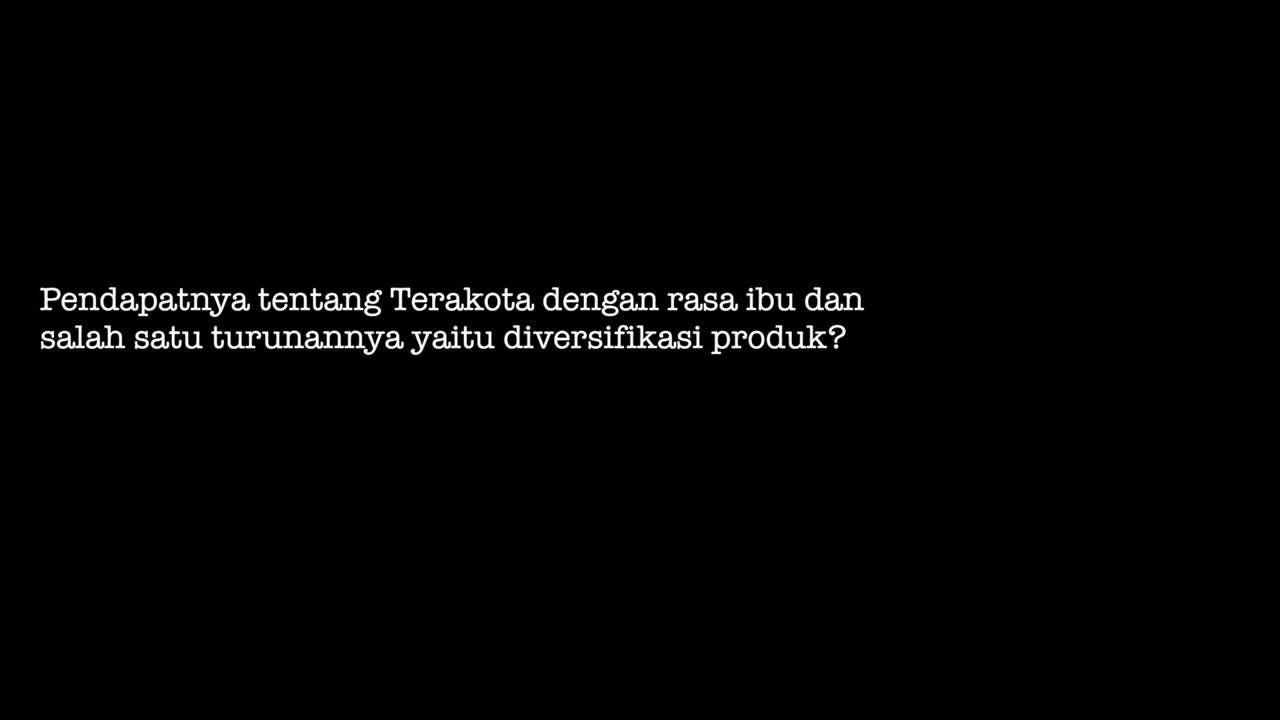 Pendapatnya tentang Terakota dengan rasa ibu dan
salah satu turunannya yaitu diversifikasi produk?